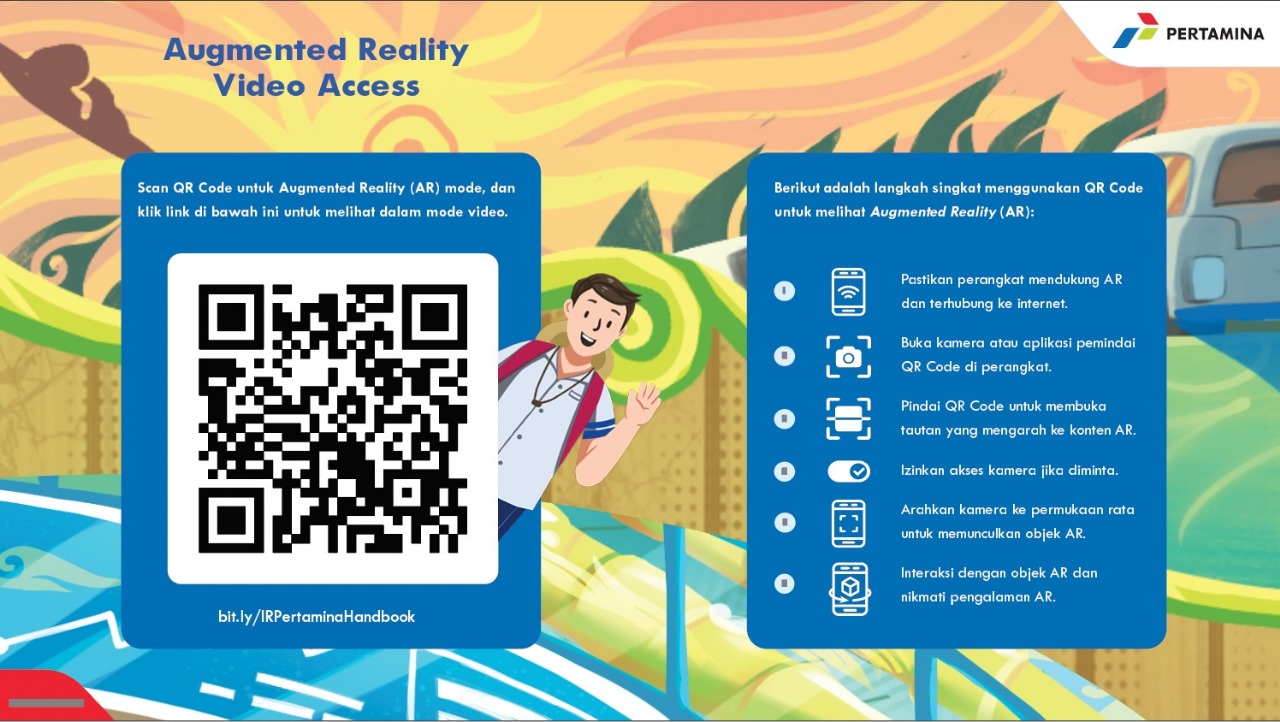 Augmented Reality
Video Access
PERTAMINA
Scan QR Code untuk Augmented Reality (AR) mode, dan
klik link di bawah ini untuk melihat dalam mode video.
bit.ly/IRPertaminaHandbook
Berikut adalah langkah singkat menggunakan QR Code
untuk melihat Augmented Reality (AR):
Pastikan perangkat mendukung AR
dan terhubung ke internet.
Buka kamera atau aplikasi pemindai
QR Code di perangkat.
Pindai QR Code untuk membuka
tautan yang mengarah ke konten AR.
Izinkan akses kamera jika diminta.
Arahkan kamera ke permukaan rata
untuk memunculkan objek AR.
Interaksi dengan objek AR dan
nikmati pengalaman AR.